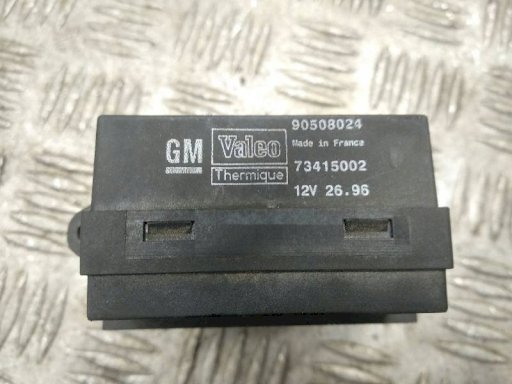 GM
Valeo
Thermique
90508024
Made in France
73415002
12V 26.96